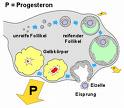 P = Progesteron
unreife Follikel
reifender
Follikel
Gelbkörper
P
Eizelle
Eisprung